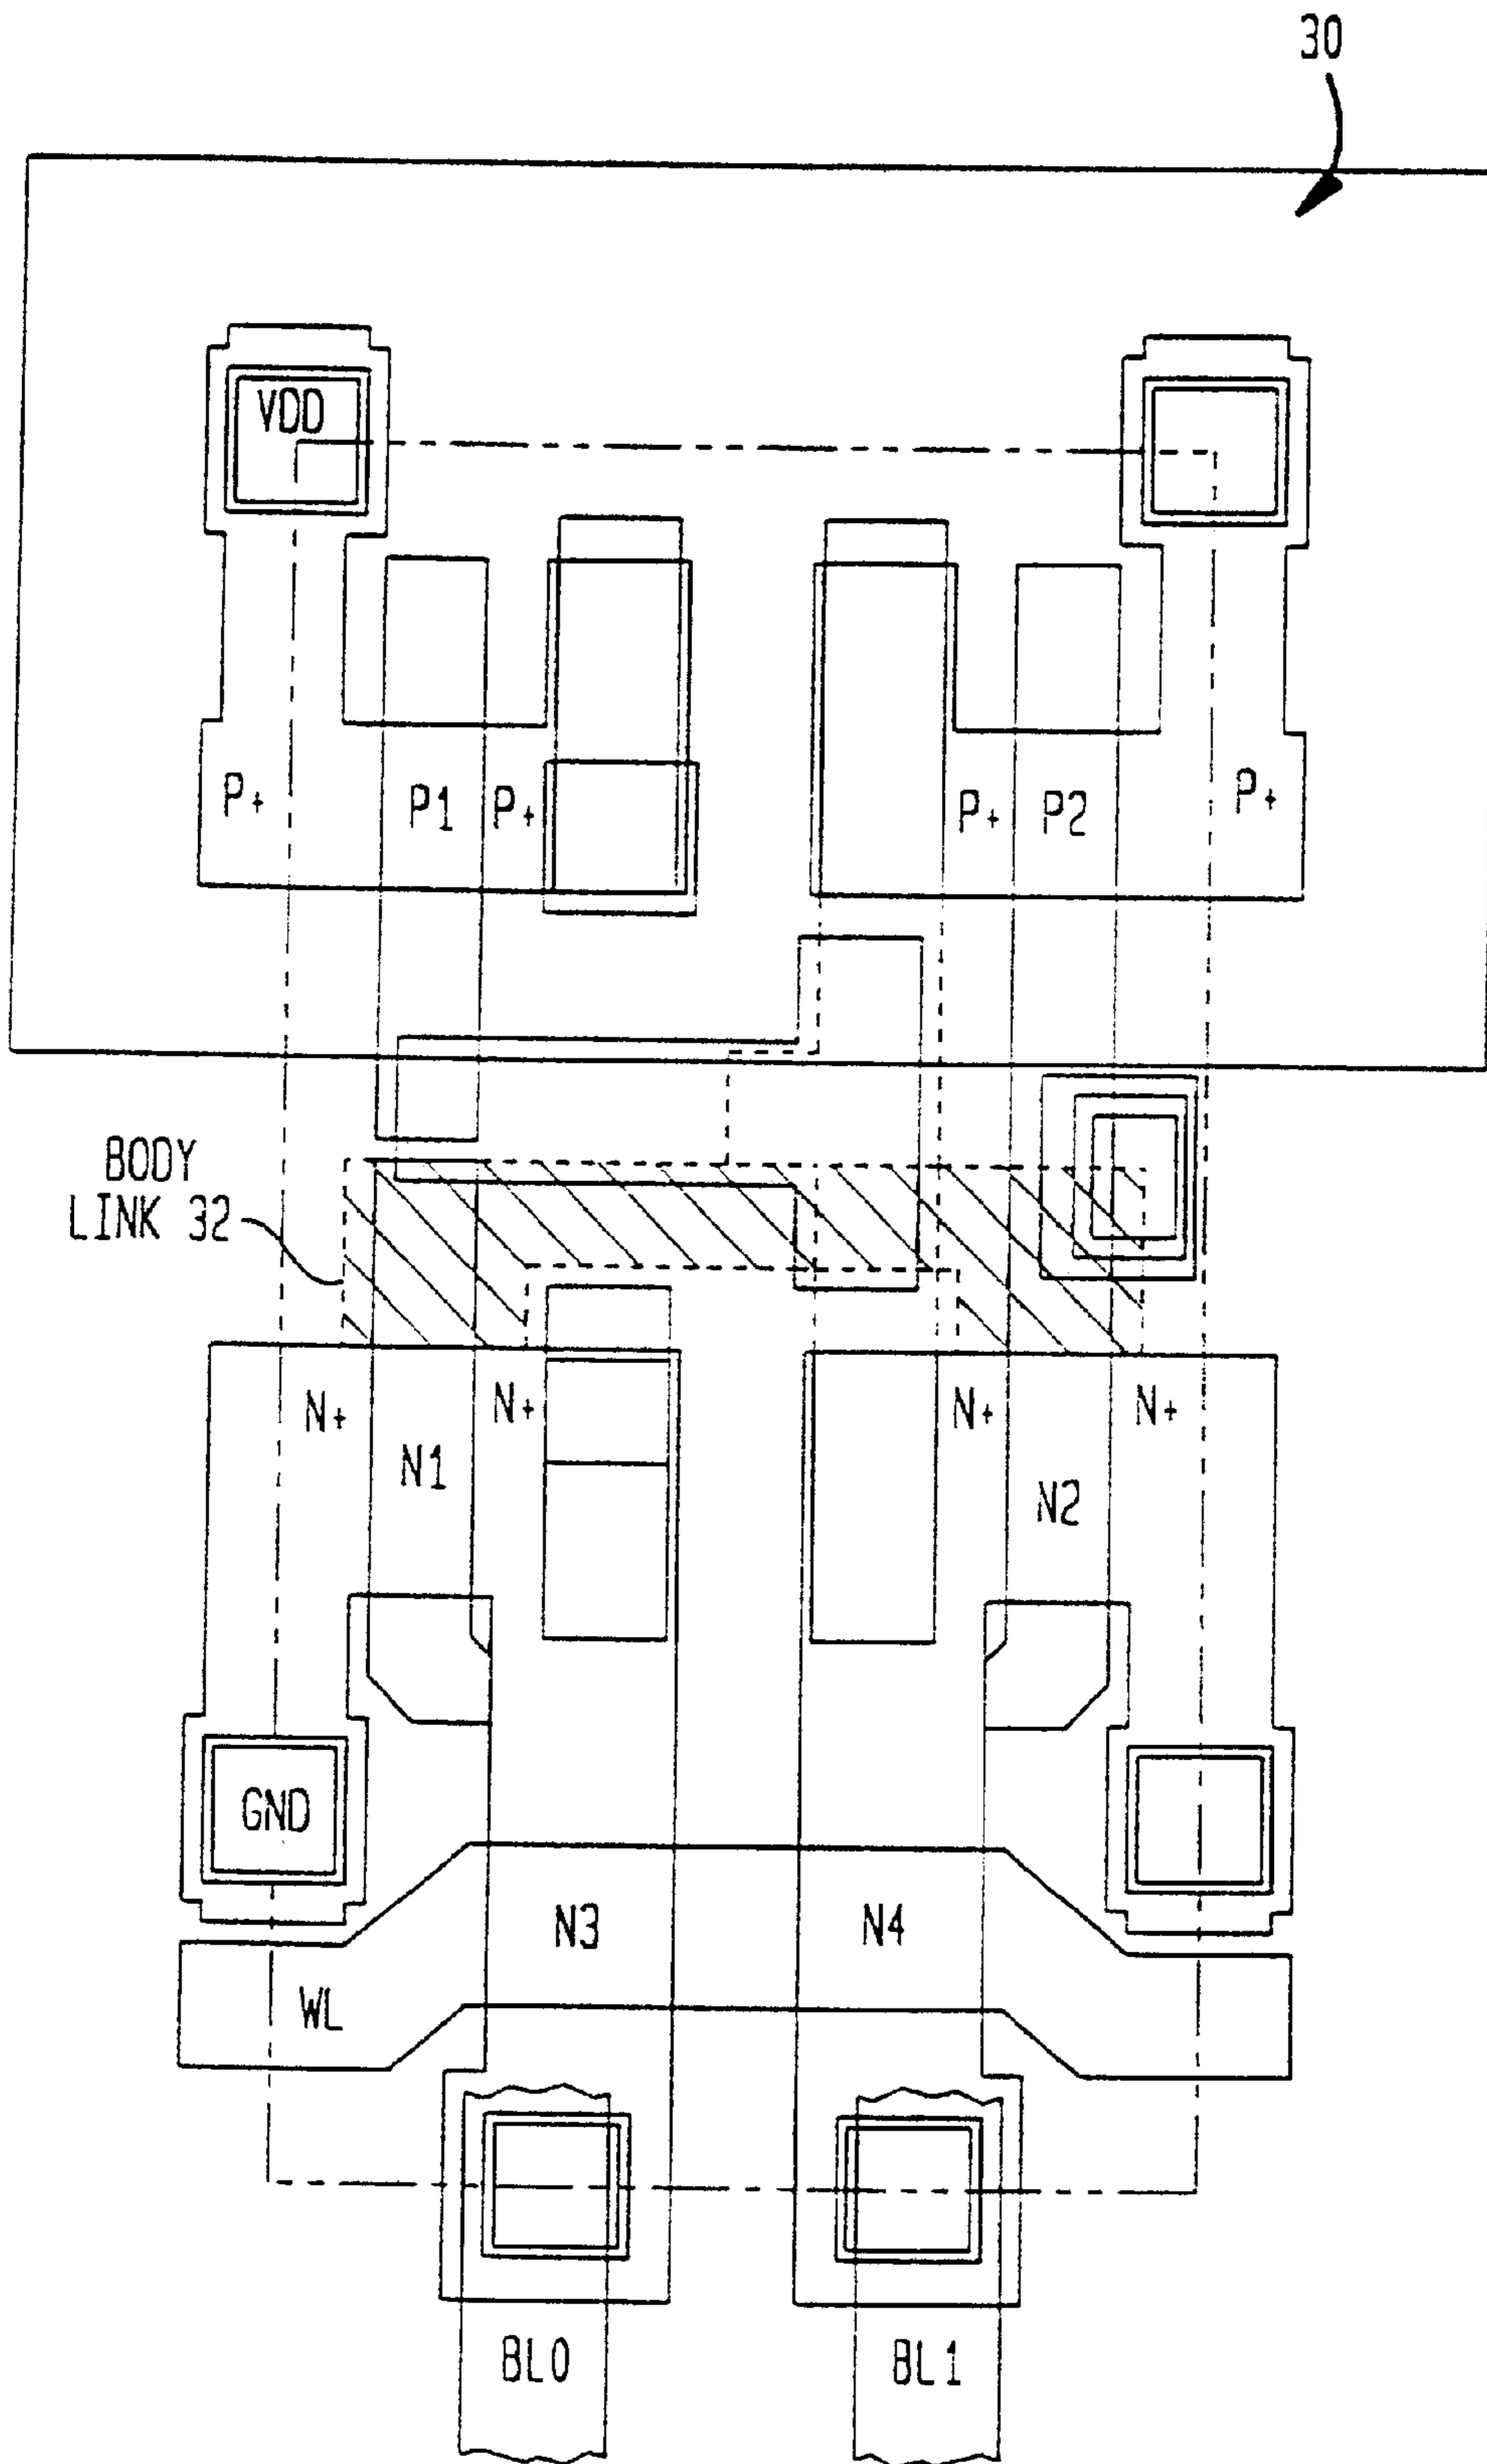 30
VDD
P+
P1
P+
P+
P2
P+
BODY
LINK 32
N+
N1
N+
N+
N2
N+
GND
N3
N4
WL
BL0
BL1